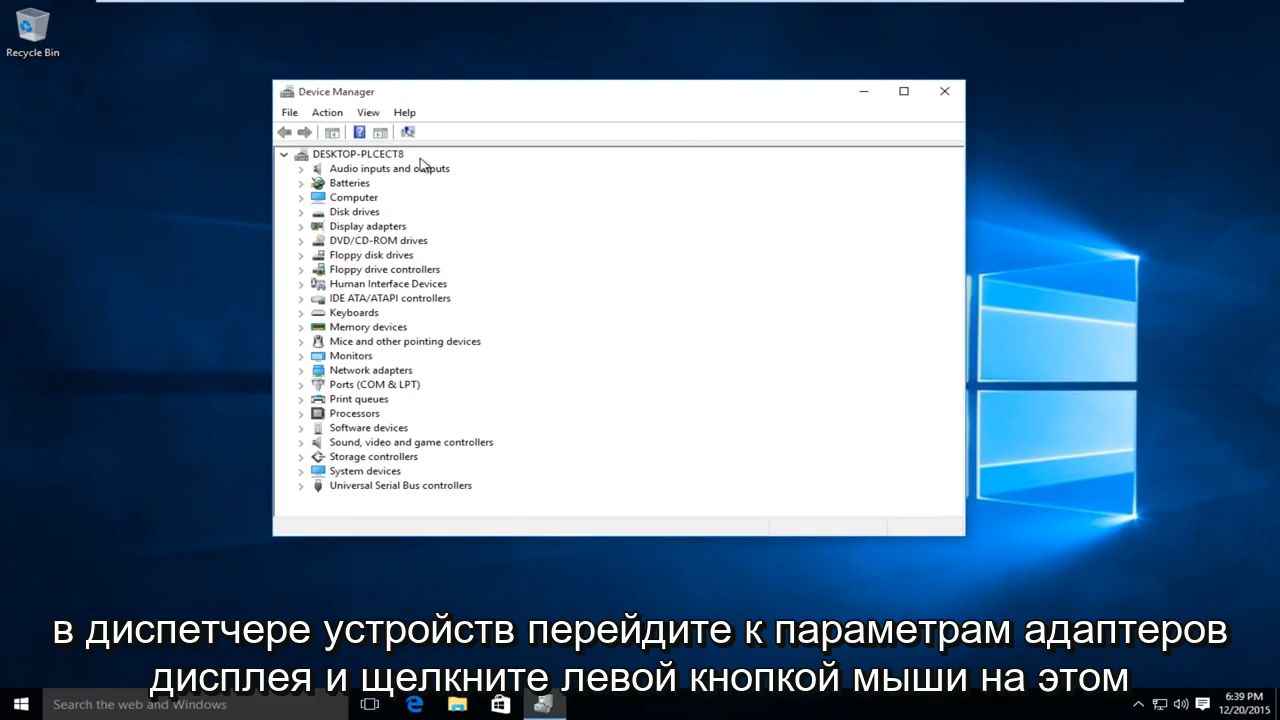 Recycle Bin
Device Manager
File Action View Help
DESKTOP-PLCECT8
Audio inputs and outputs
Batteries
Computer
Disk drives
Display adapters
DVD/CD-ROM drives
Floppy disk drives
Floppy drive controllers
Human Interface Devices
IDE ATA/ATAPI controllers
Keyboards
Memory devices
Mice and other pointing devices
Monitors
Network adapters
Ports (COM & LPT)
Print queues
Processors
Software devices
Sound, video and game controllers
Storage controllers
System devices
Universal Serial Bus controllers
в диспетчере устройств перейдите к параметрам адаптеров
дисплея и щелкните левой кнопкой мыши на этом
Search the web and Windows
6:39 PM
12/20/2015